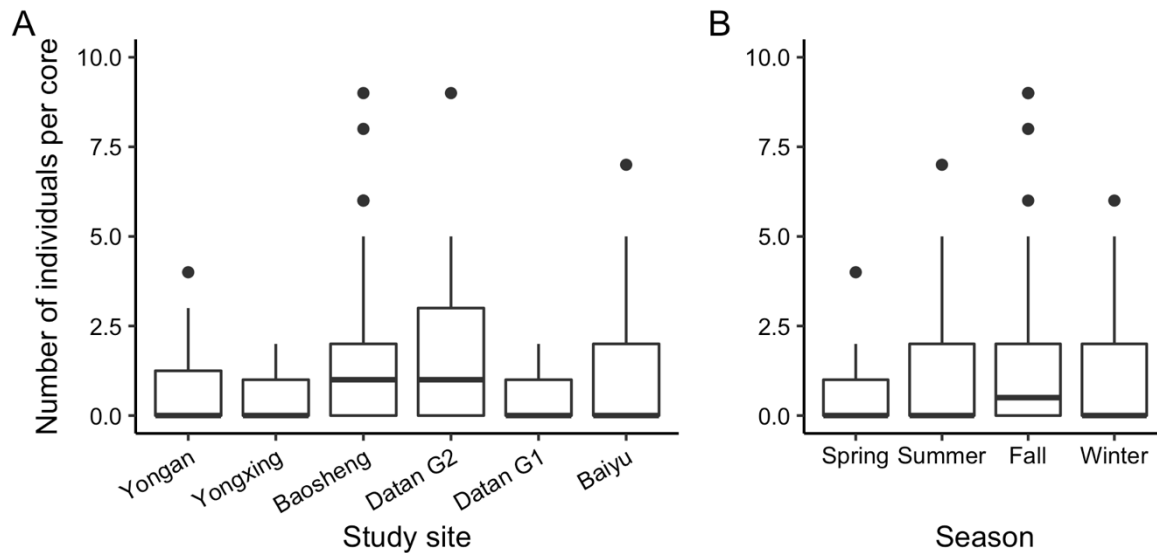 A
Number of individuals per core
10.0
7.5
5.0
2.5
0.0
Yongan
Yongxing
Baosheng
Datan G2
Datan G1
Baiyu
Study site
B
10.0
7.5
5.0
2.5
0.0
Spring
Summer
Fall
Winter
Season